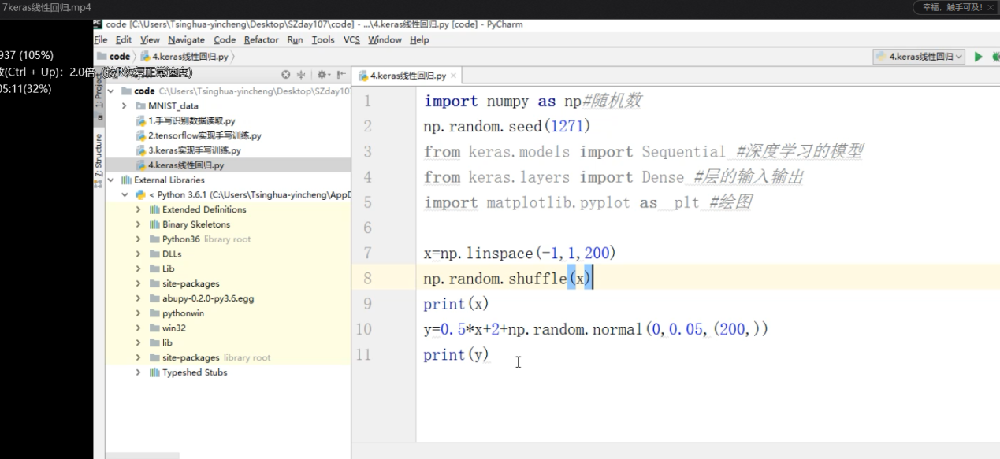 7keras线性回归.mp4
幸福，触手可及!
code [C:\Users\Tsinghua-yincheng\Desktop\SZday107\code] - ...\4.keras线性回归.py [code] - PyCharm
File Edit View Navigate Code Refactor Run Tools VCS Window Help
937 (105%)
code 4.keras线性回归.py
4.keras线性回归
(Ctrl + Up): 2.0倍 (按R恢复正常速度)
05:11(32%)
4.keras线性回归.py
1: Project
Z: Structure
code C:\Users\Tsinghua-yincheng\Desktop\SZday10
MNIST_data
1.手写识别数据读取.py
2.tensorflow实现手写训练.py
3.keras实现手写训练.py
4.keras线性回归.py
External Libraries
< Python 3.6.1 (C:\Users\Tsinghua-yincheng\AppD
Extended Definitions
Binary Skeletons
Python36 library root
DLLs
Lib
site-packages
abupy-0.2.0-py3.6.egg
pythonwin
win32
lib
site-packages library root
Typeshed Stubs
1 import numpy as np#随机数
2 np.random.seed(1271)
3 from keras.models import Sequential #深度学习的模型
4 from keras.layers import Dense #层的输入输出
5 import matplotlib.pyplot as plt #绘图
6
7 x=np.linspace(-1,1,200)
8 np.random.shuffle(x)
9 print(x)
10 y=0.5*x+2+np.random.normal(0,0.05,(200,))
11 print(y)